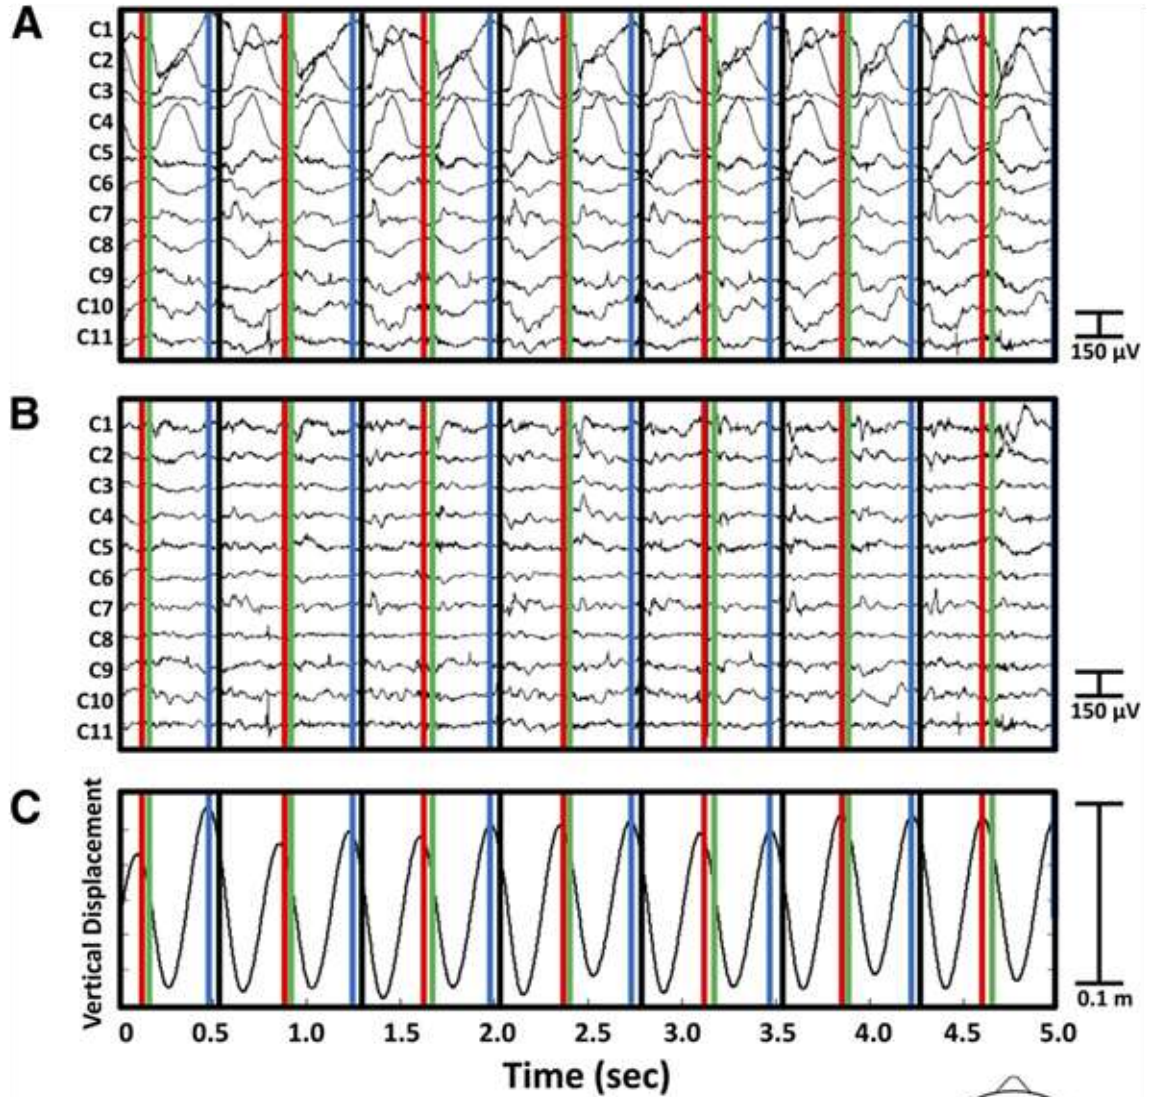 A
C1
C2
C3
C4
C5
C6
C7
C8
C9
C10
C11
150 µV
B
C1
C2
C3
C4
C5
C6
C7
C8
C9
C10
C11
150 µV
C
Vertical Displacement
0.1 m
0 0.5 1.0 1.5 2.0 2.5 3.0 3.5 4.0 4.5 5.0
Time (sec)